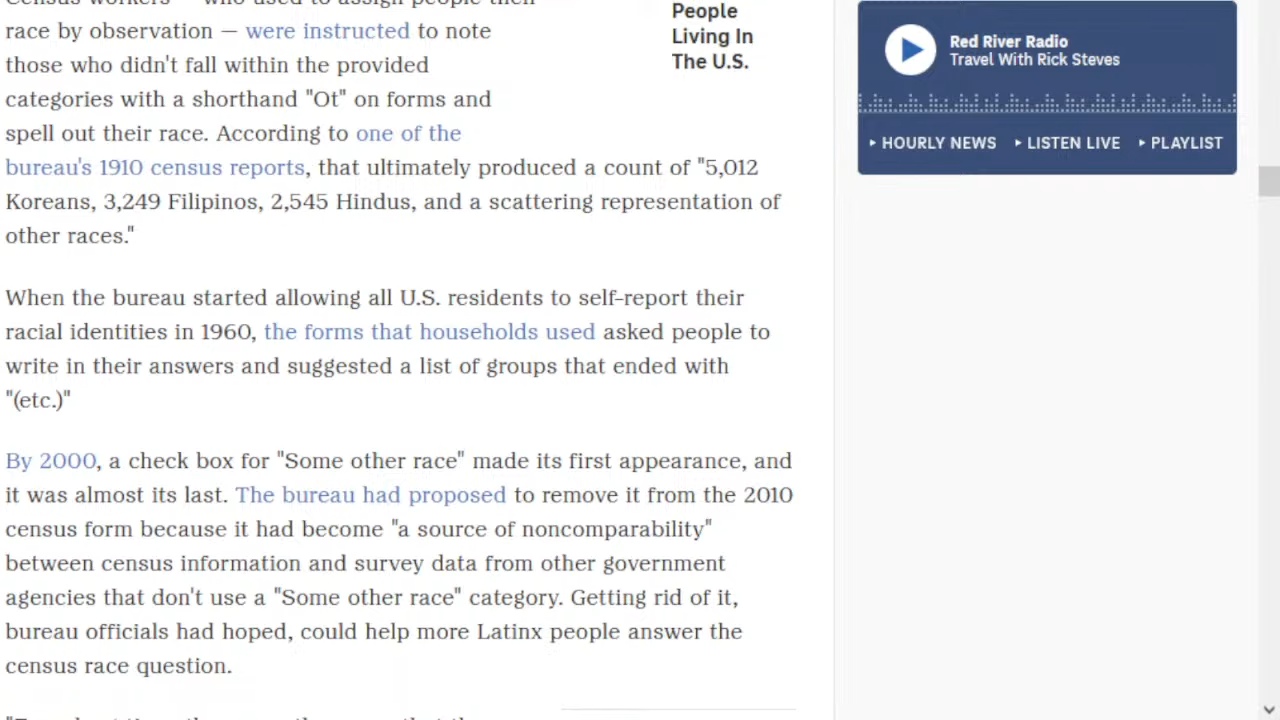 Census workers — who used to assign people their
race by observation — were instructed to note
those who didn't fall within the provided
categories with a shorthand "Ot" on forms and
spell out their race. According to one of the
bureau's 1910 census reports, that ultimately produced a count of "5,012
Koreans, 3,249 Filipinos, 2,545 Hindus, and a scattering representation of
other races."
When the bureau started allowing all U.S. residents to self-report their
racial identities in 1960, the forms that households used asked people to
write in their answers and suggested a list of groups that ended with
"(etc.)"
By 2000, a check box for "Some other race" made its first appearance, and
it was almost its last. The bureau had proposed to remove it from the 2010
census form because it had become "a source of noncomparability"
between census information and survey data from other government
agencies that don't use a "Some other race" category. Getting rid of it,
bureau officials had hoped, could help more Latinx people answer the
census race question.
People
Living In
The U.S.
Red River Radio
Travel With Rick Steves
HOURLY NEWS
LISTEN LIVE
PLAYLIST